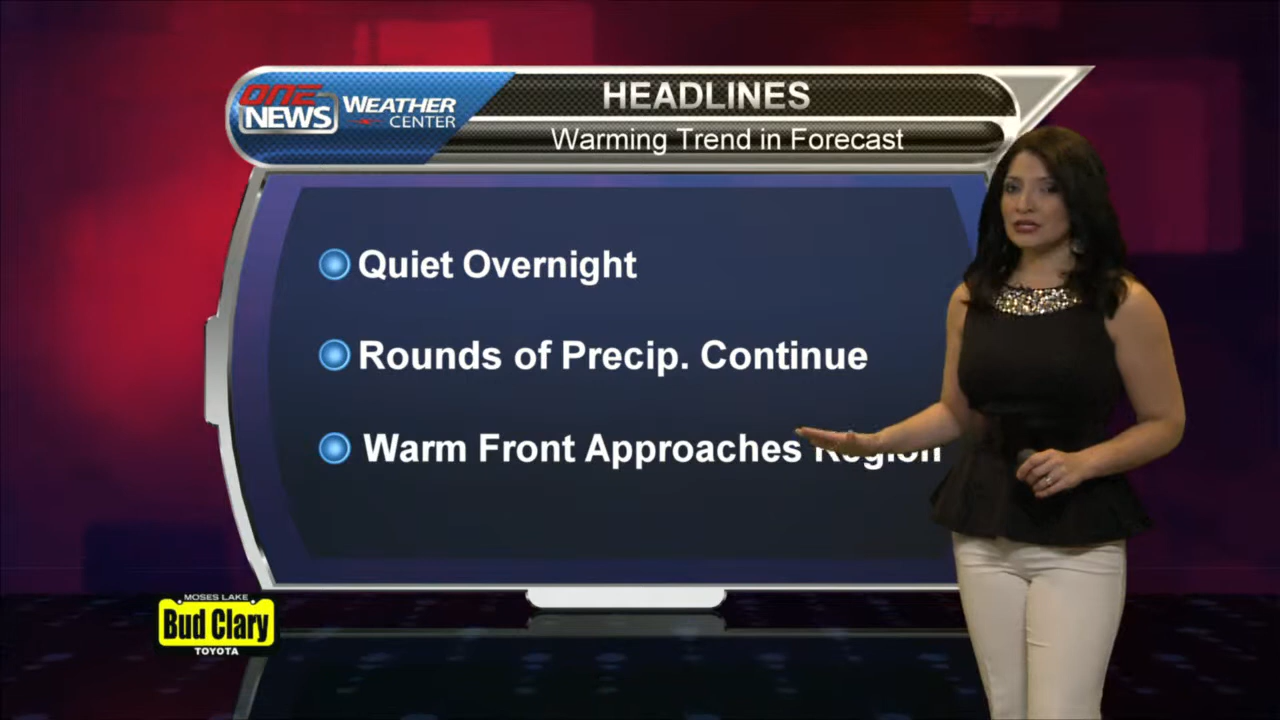 ONE
NEWS
WEATHER
CENTER
HEADLINES
Warming Trend in Forecast
Quiet Overnight
Rounds of Precip. Continue
Warm Front Approaches Region
MOSES LAKE
Bud Clary
TOYOTA